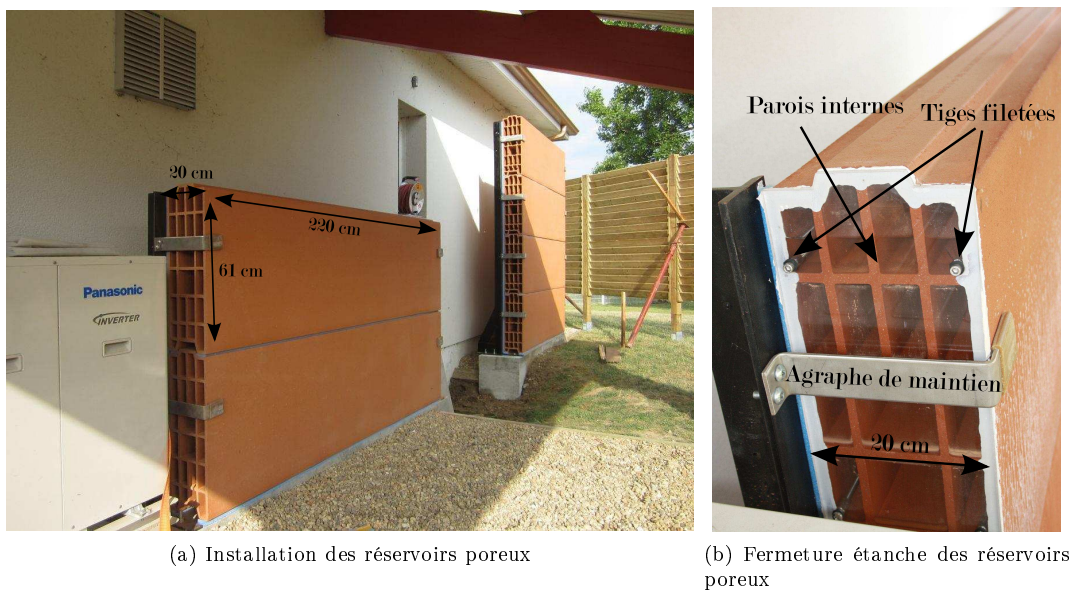 20 cm
220 cm
61 cm
Panasonic
INVERTER
Parois internes
Tiges filetées
Agraphe de maintien
20 cm
(a) Installation des réservoirs poreux
(b) Fermeture étanche des réservoirs
poreux